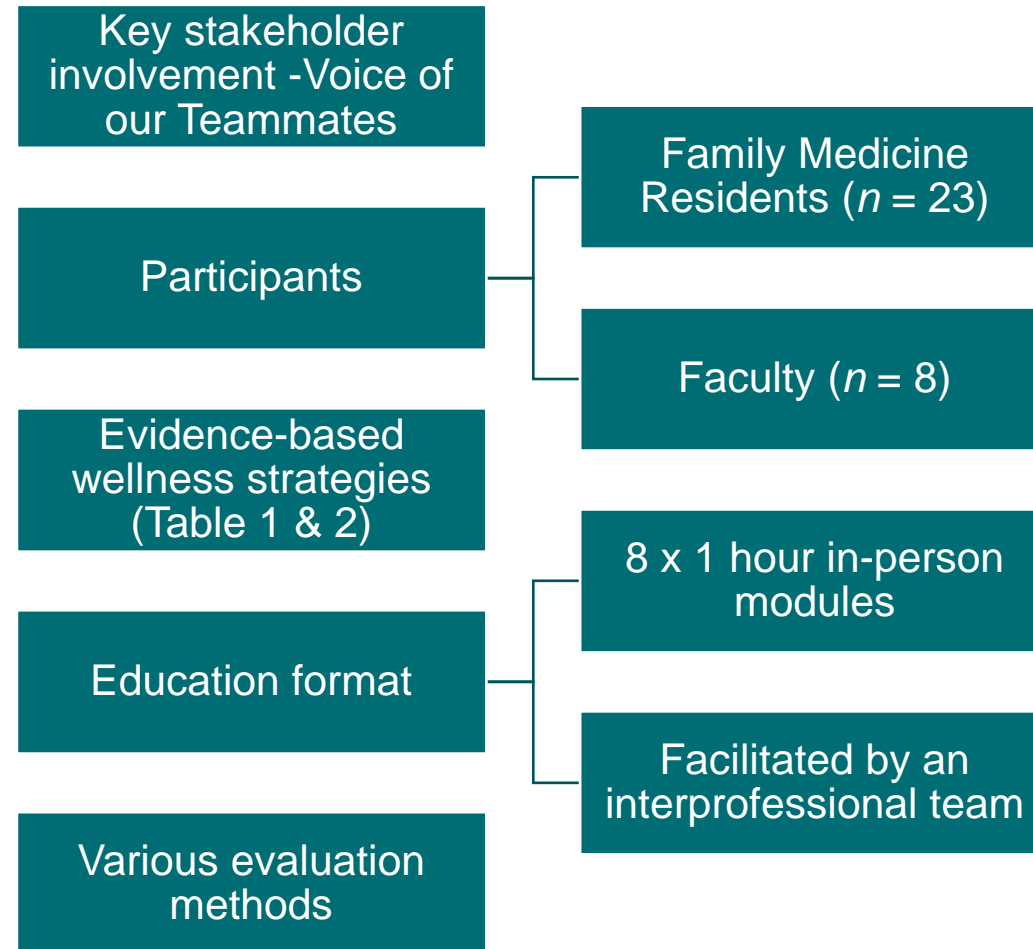 Key stakeholder
involvement -Voice of
our Teammates
Participants
Family Medicine
Residents (n = 23)
Faculty (n = 8)
Evidence-based
wellness strategies
(Table 1 & 2)
Education format
8 x 1 hour in-person
modules
Facilitated by an
interprofessional team
Various evaluation
methods